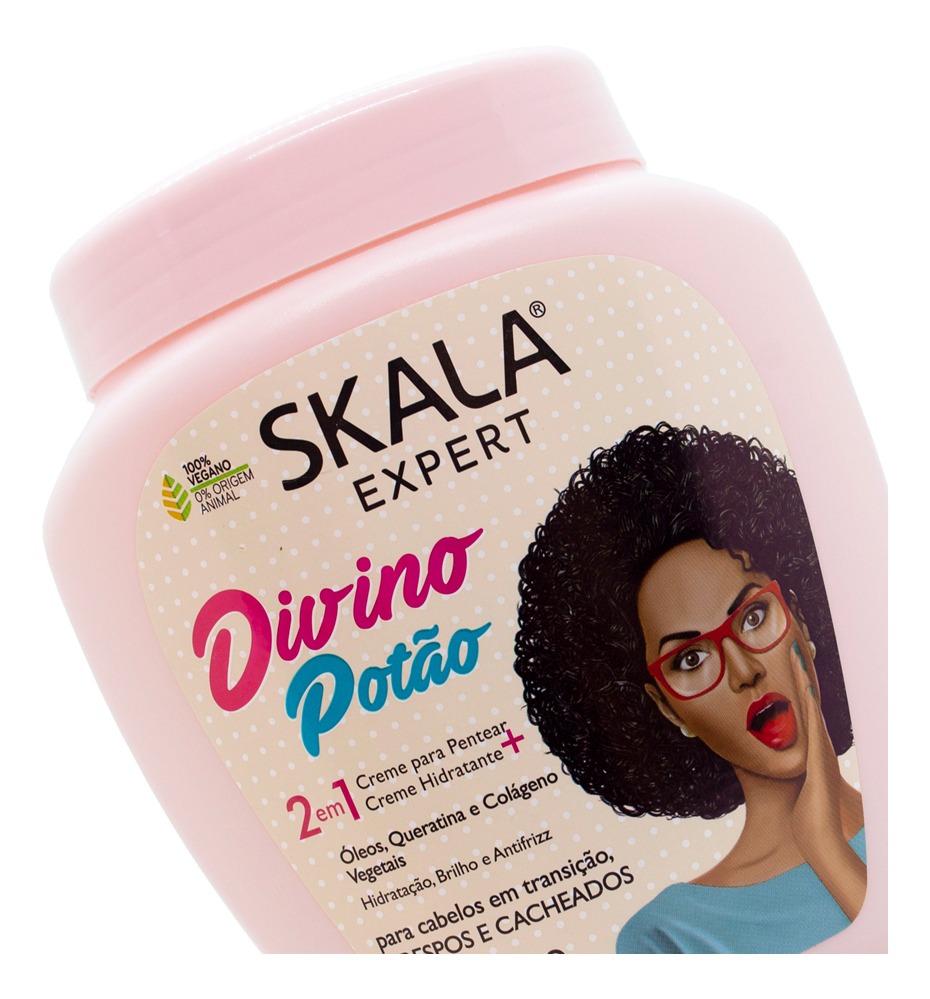 SKALA®
EXPERT
100%
VEGANO
0% ORIGEM
ANIMAL
Divino
Potão
2em1 Creme para Pentear +
Creme Hidratante
Óleos, Queratina e Colágeno
Vegetais
Hidratação, Brilho e Antifrizz
para cabelos em transição,
E CACHEADOS